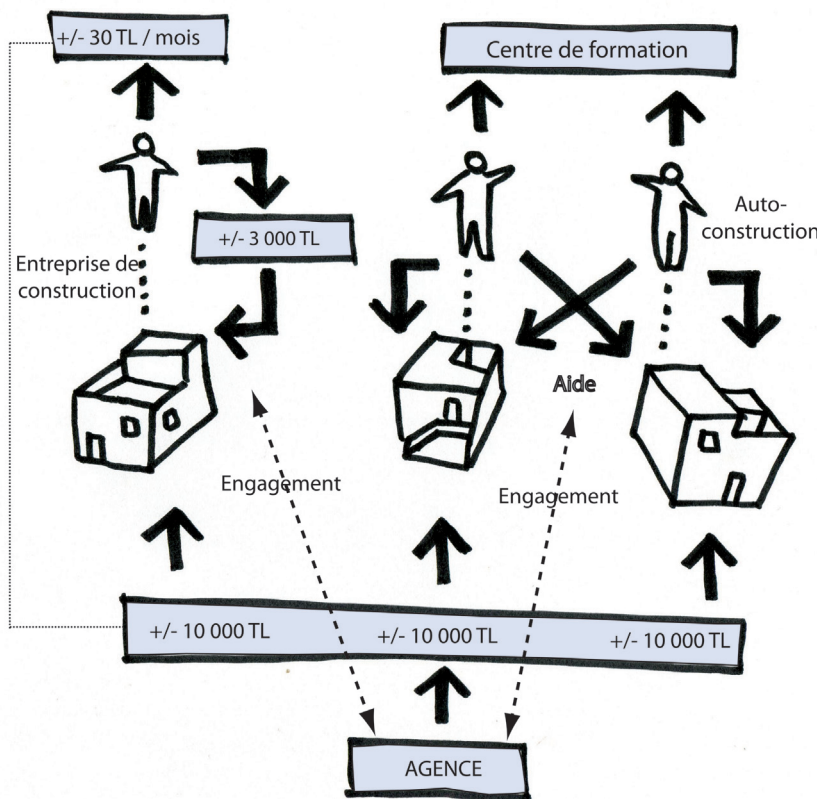 +/- 30 TL / mois
Centre de formation
+/- 3 000 TL
Auto-
construction
Entreprise de
construction
Aide
Engagement
Engagement
+/- 10 000 TL
+/- 10 000 TL
+/- 10 000 TL
AGENCE